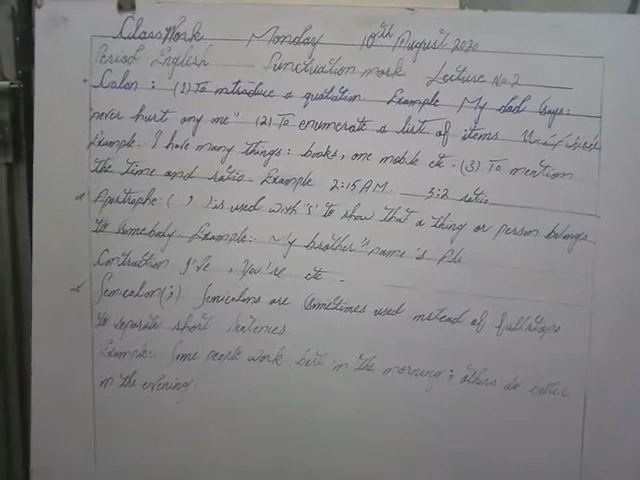 Class Work Monday 10th August 2020
Period English Punctuation mark Lecture No:2
Colon : (1) To introduce a quotation Example My dad says:
never hurt any one" (2) To enumerate a list of items
Example:- I have many things: books, one mobile etc. (3) To mention
the time and ratio. Example 2:15 A.M. 3:2 ratio
Apostrophe ( ' ) is used with 's' to show that a thing or person belongs
to somebody Example:- My brother" name is
Contraction I've , You're etc.
Semicolon(;) Semicolons are sometimes used instead of full stops
to separate short sentences
Example: Some people work best in the morning; others do better
in the evening.